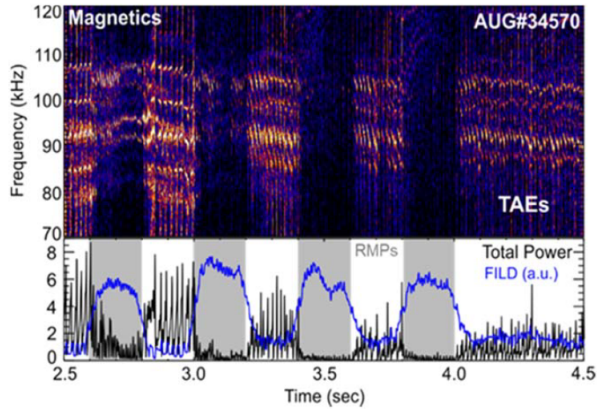 Magnetics AUG#34570
Frequency (kHz)
120
110
100
90
80
70
TAEs
RMPs
Total Power
FILD (a.u.)
8
6
4
2
0
2.5 3.0 3.5 4.0 4.5
Time (sec)